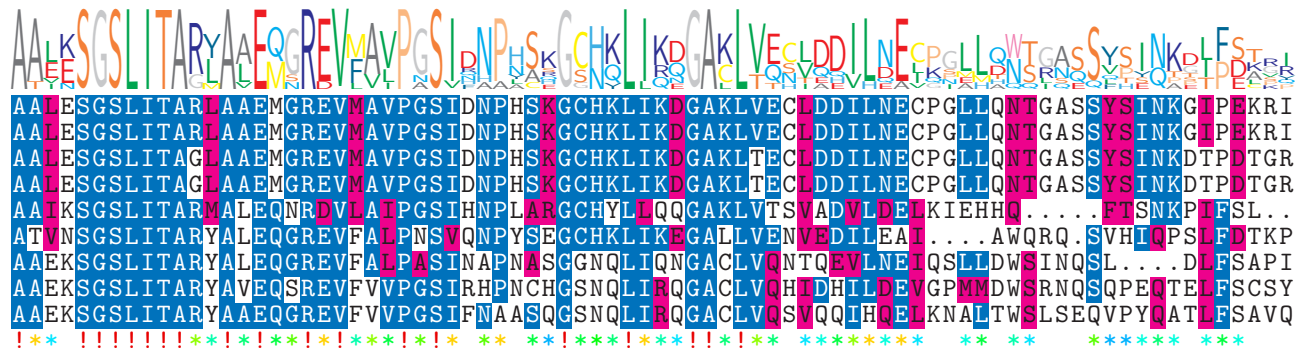 AALESGSLITARLAAEMGREVMAVPGSIDNPHSKGCHKLIKDGAKLVECLDDILNECPGLLQNTGASSYSINKGIPEKRI
AALESGSLITARLAAEMGREVMAVPGSIDNPHSKGCHKLIKDGAKLVECLDDILNECPGLLQNTGASSYSINKGIPEKRI
AALESGSLITAGLAAEMGREVMAVPGSIDNPHSKGCHKLIKDGAKLTECLDDILNECPGLLQNTGASSYSINKDTPDTGR
AALESGSLITAGLAAEMGREVMAVPGSIDNPHSKGCHKLIKDGAKLTECLDDILNECPGLLQNTGASSYSINKDTPDTGR
AAIKSGSLITARMALEQNRDVLAIPGSIHNPLARGCHYLLQQGAKLVTSVADVLDELKIEHHQ.....FTSNKPIFSL..
ATVNSGSLITARYALEQGREVFALPNSVQNPYSEGCHKLIKEGALLVENVEDILEAI....AWQRQ.SVHIQPSLFDTKP
AAEKSGSLITARYALEQGREVFALPASINAPNASGGNQLIQNGACLVQNTQEVLNEIQSLLDWSINQSL....DLFSAPI
AAEKSGSLITARYAVEQSREVFVVPGSIRHPNCHGSNQLIRQGACLVQHIDHILDEVGPMMDWSRNQSQPEQTELFSCSY
AAEKSGSLITARYAAEQGREVFVVPGSIFNAASQGSNQLIRQGACLVQSVQQIHQELKNALTWSLSEQVPYQATLFSAVQ